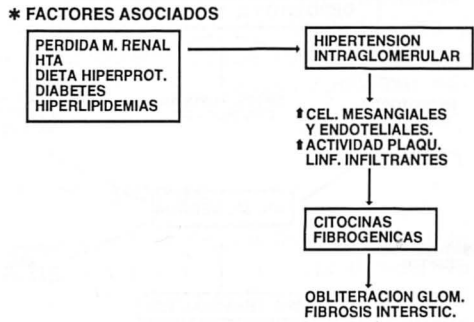 * FACTORES ASOCIADOS
PERDIDA M. RENAL
HTA
DIETA HIPERPROT.
DIABETES
HIPERLIPIDEMIAS
HIPERTENSION
INTRAGLOMERULAR
⬆CEL. MESANGIALES
Y ENDOTELIALES.
⬆ACTIVIDAD PLAQU.
LINF. INFILTRANTES
CITOCINAS
FIBROGENICAS
OBLITERACION GLOM.
FIBROSIS INTERSTIC.